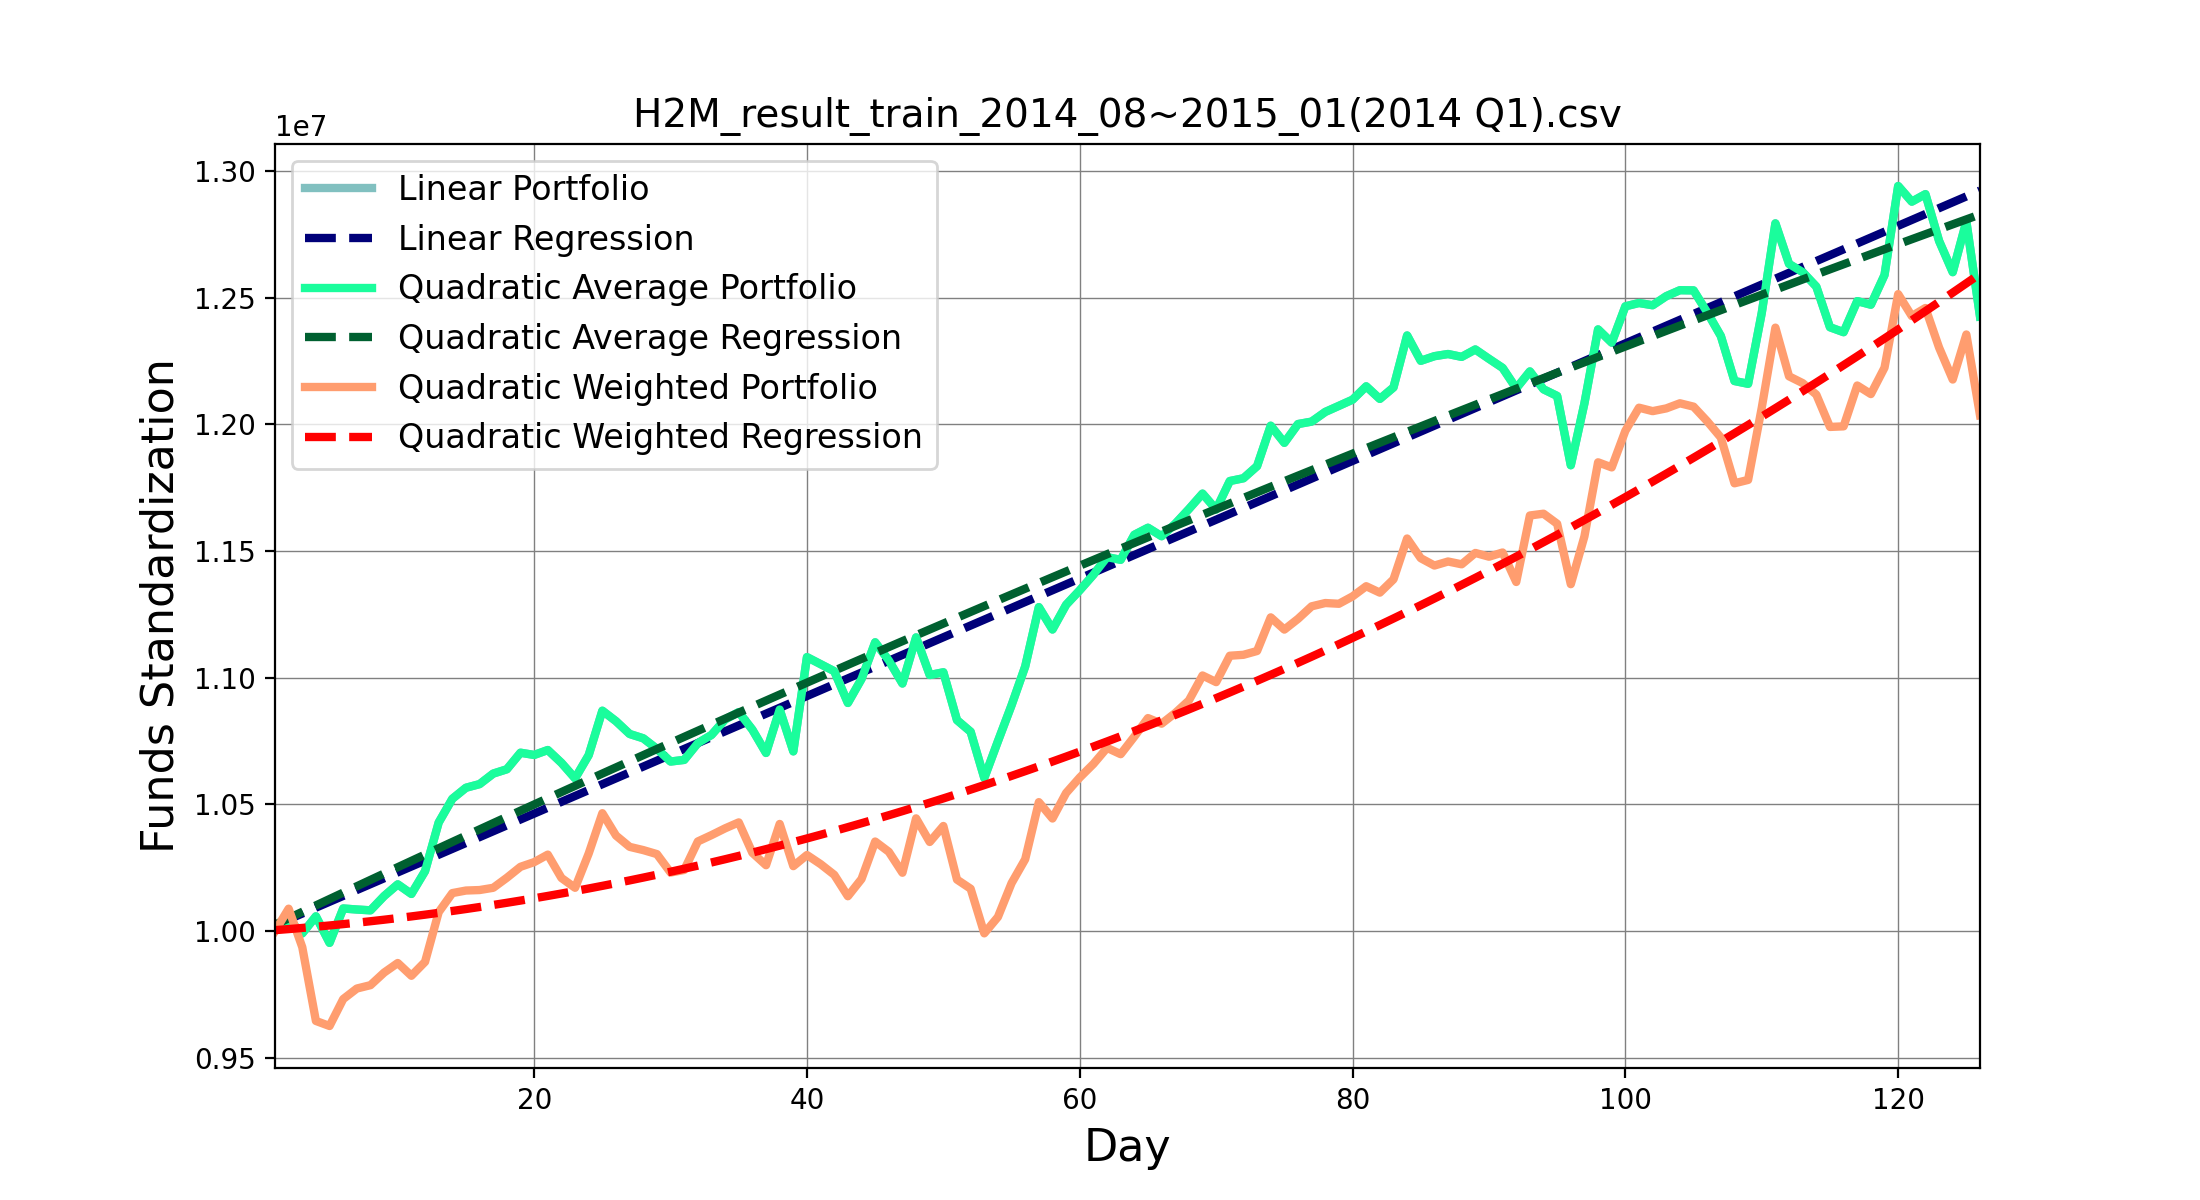 H2M_result_train_2014_08~2015_01(2014 Q1).csv
1e7
1.30
1.25
1.20
1.15
1.10
1.05
1.00
0.95
Funds Standardization
Linear Portfolio
Linear Regression
Quadratic Average Portfolio
Quadratic Average Regression
Quadratic Weighted Portfolio
Quadratic Weighted Regression
20 40 60 80 100 120
Day